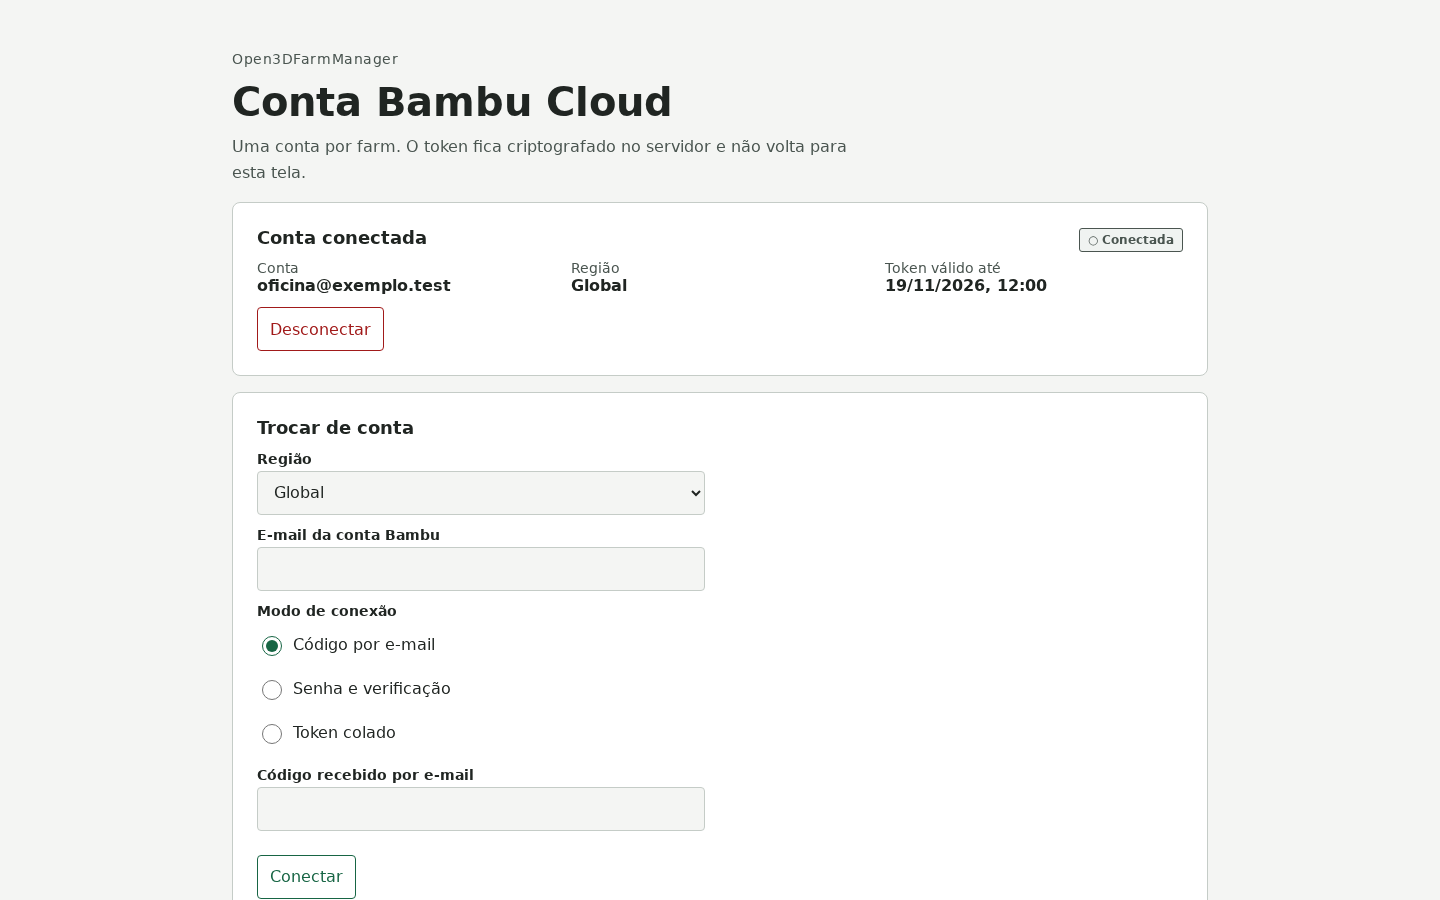 Open3DFarmManager
Conta Bambu Cloud
Uma conta por farm. O token fica criptografado no servidor e não volta para
esta tela.
Conta conectada
○ Conectada
Conta
Região
Token válido até
oficina@exemplo.test
Global
19/11/2026, 12:00
Desconectar
Trocar de conta
Região
Global
E-mail da conta Bambu
Modo de conexão
Código por e-mail
Senha e verificação
Token colado
Código recebido por e-mail
Conectar